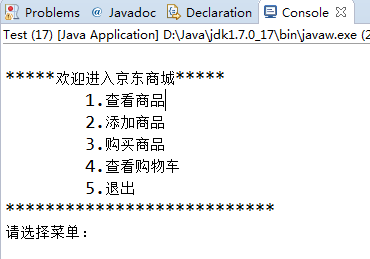 Problems @ Javadoc Declaration Console
Test (17) [Java Application] D:\Java\jdk1.7.0_17\bin\javaw.exe (2
*****欢迎进入京东商城*****
1.查看商品
2.添加商品
3.购买商品
4.查看购物车
5.退出
***************************
请选择菜单：